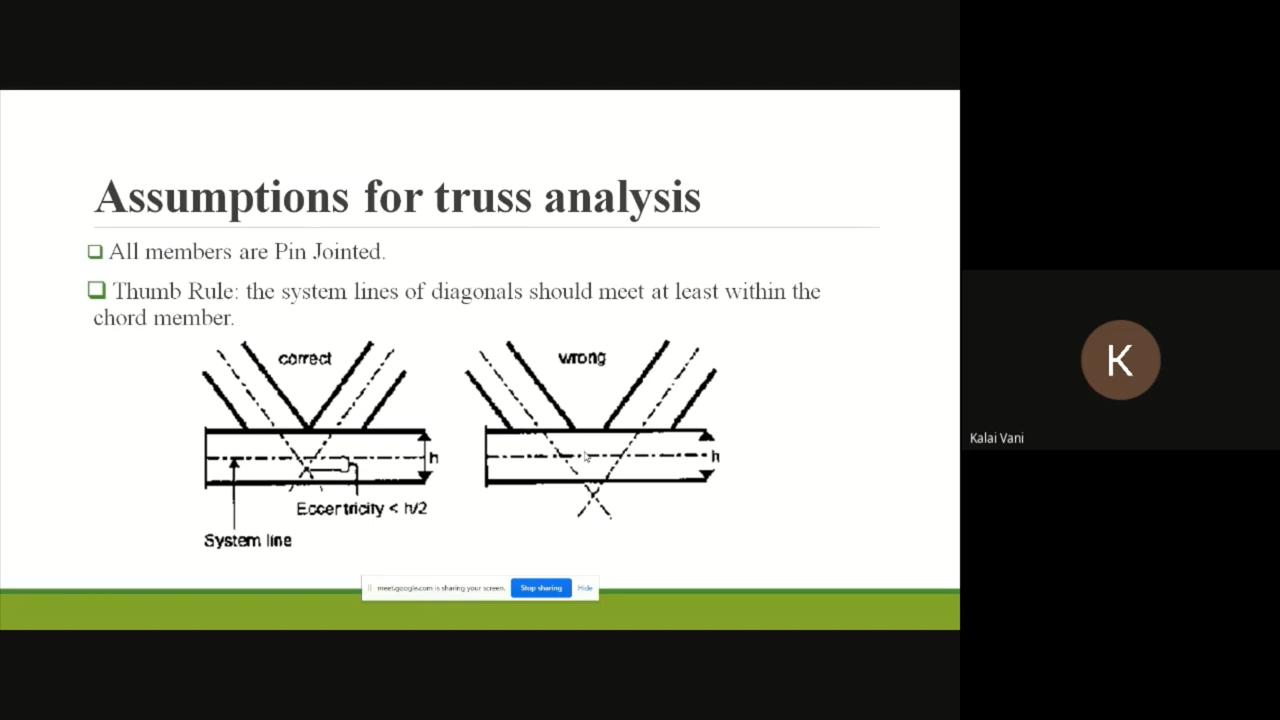 Assumptions for truss analysis
All members are Pin Jointed.
Thumb Rule: the system lines of diagonals should meet at least within the
chord member.
correct
wrong
h
h
Eccentricity < h/2
System line
meet.google.com is sharing your screen.
Stop sharing
Hide
K
Kalai Vani